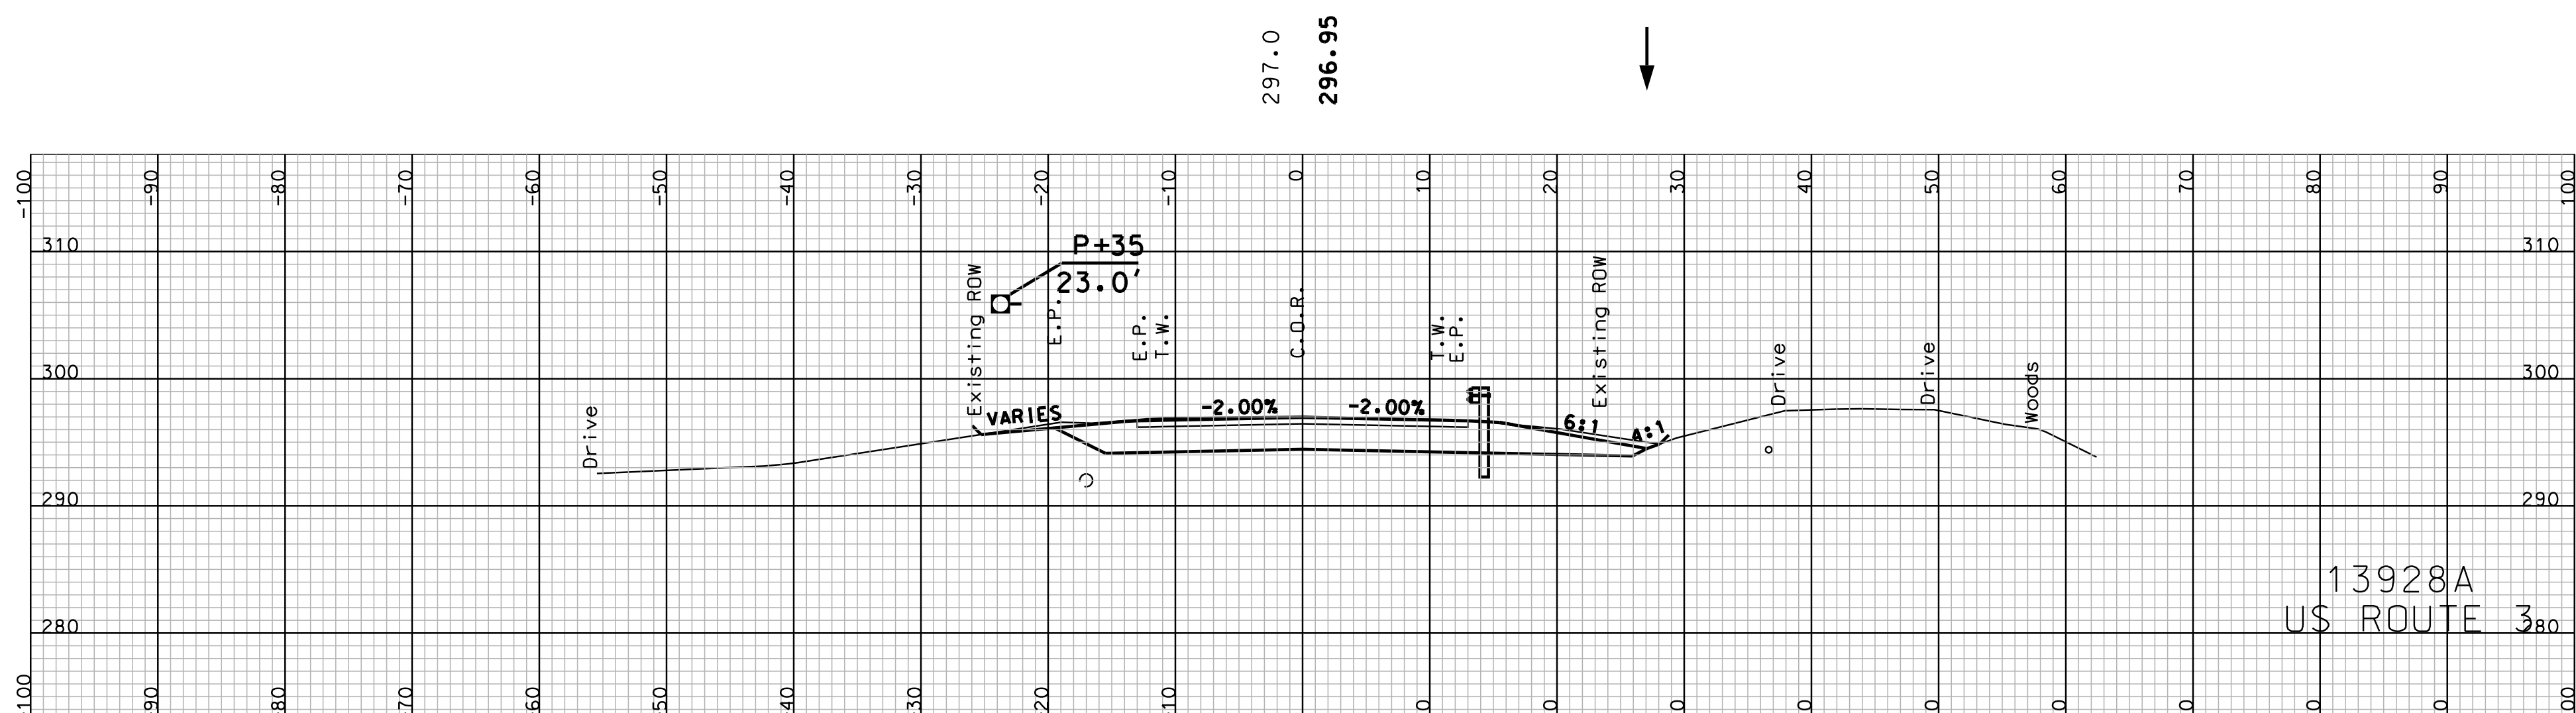 297.0
296.95
-100 -90 -80 -70 -60 -50 -40 -30 -20 -10 0 10 20 30 40 50 60 70 80 90 100
310
310
P+35
23.0'
Existing ROW
E.P.
E.P.
T.W.
C.O.R.
T.W.
E.P.
Existing ROW
Drive
Drive
Woods
300
300
Drive
VARIES
-2.00%
-2.00%
6:1
4:1
290
290
13928A
US ROUTE 3
280
280